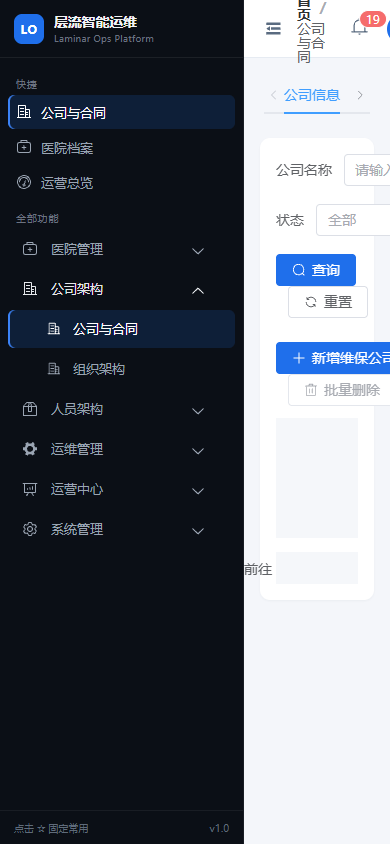 LO
层流智能运维
Laminar Ops Platform
快捷
公司与合同
医院档案
运营总览
全部功能
医院管理
公司架构
公司与合同
组织架构
人员架构
运维管理
运营中心
系统管理
点击 ☆ 固定常用
v1.0
首页 / 公司与合同
19
公司信息
公司名称
请输入
状态
全部
查询
重置
新增维保公司
批量删除
前往